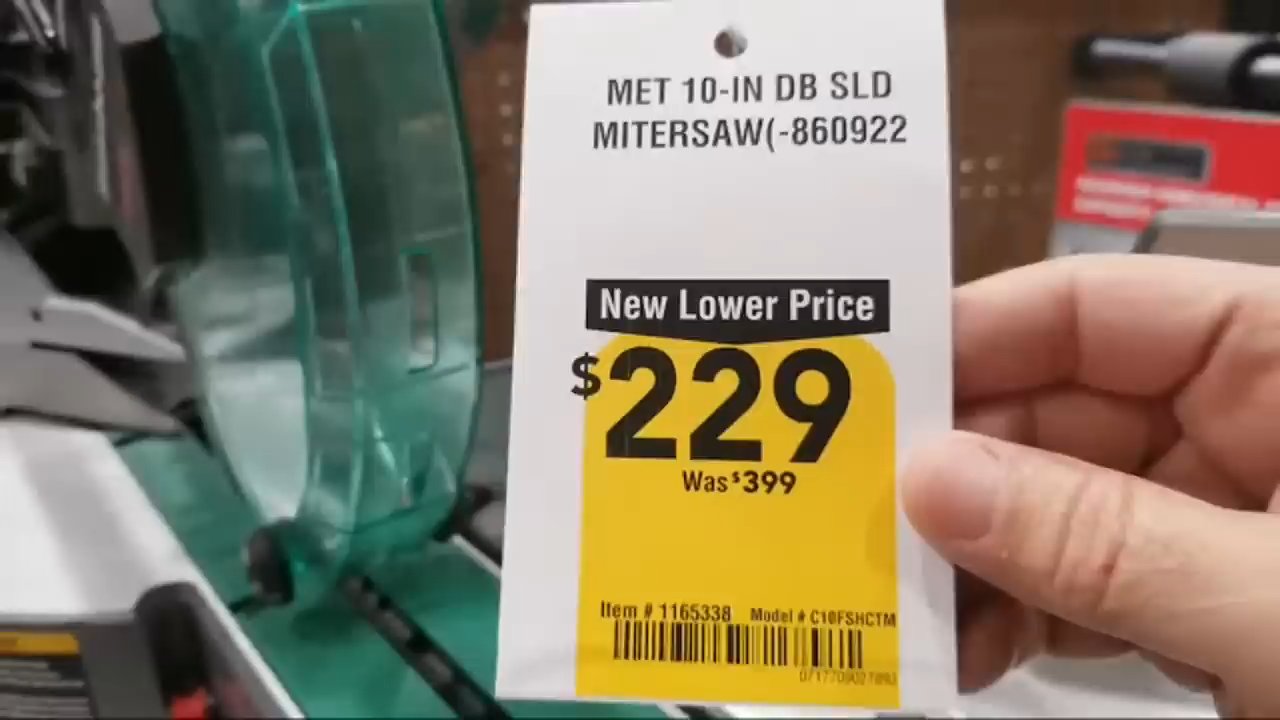 MET 10-IN DB SLD
MITERSAW(-860922
New Lower Price
$229
Was $399
Item # 1165338 Model # C10FSHCTM